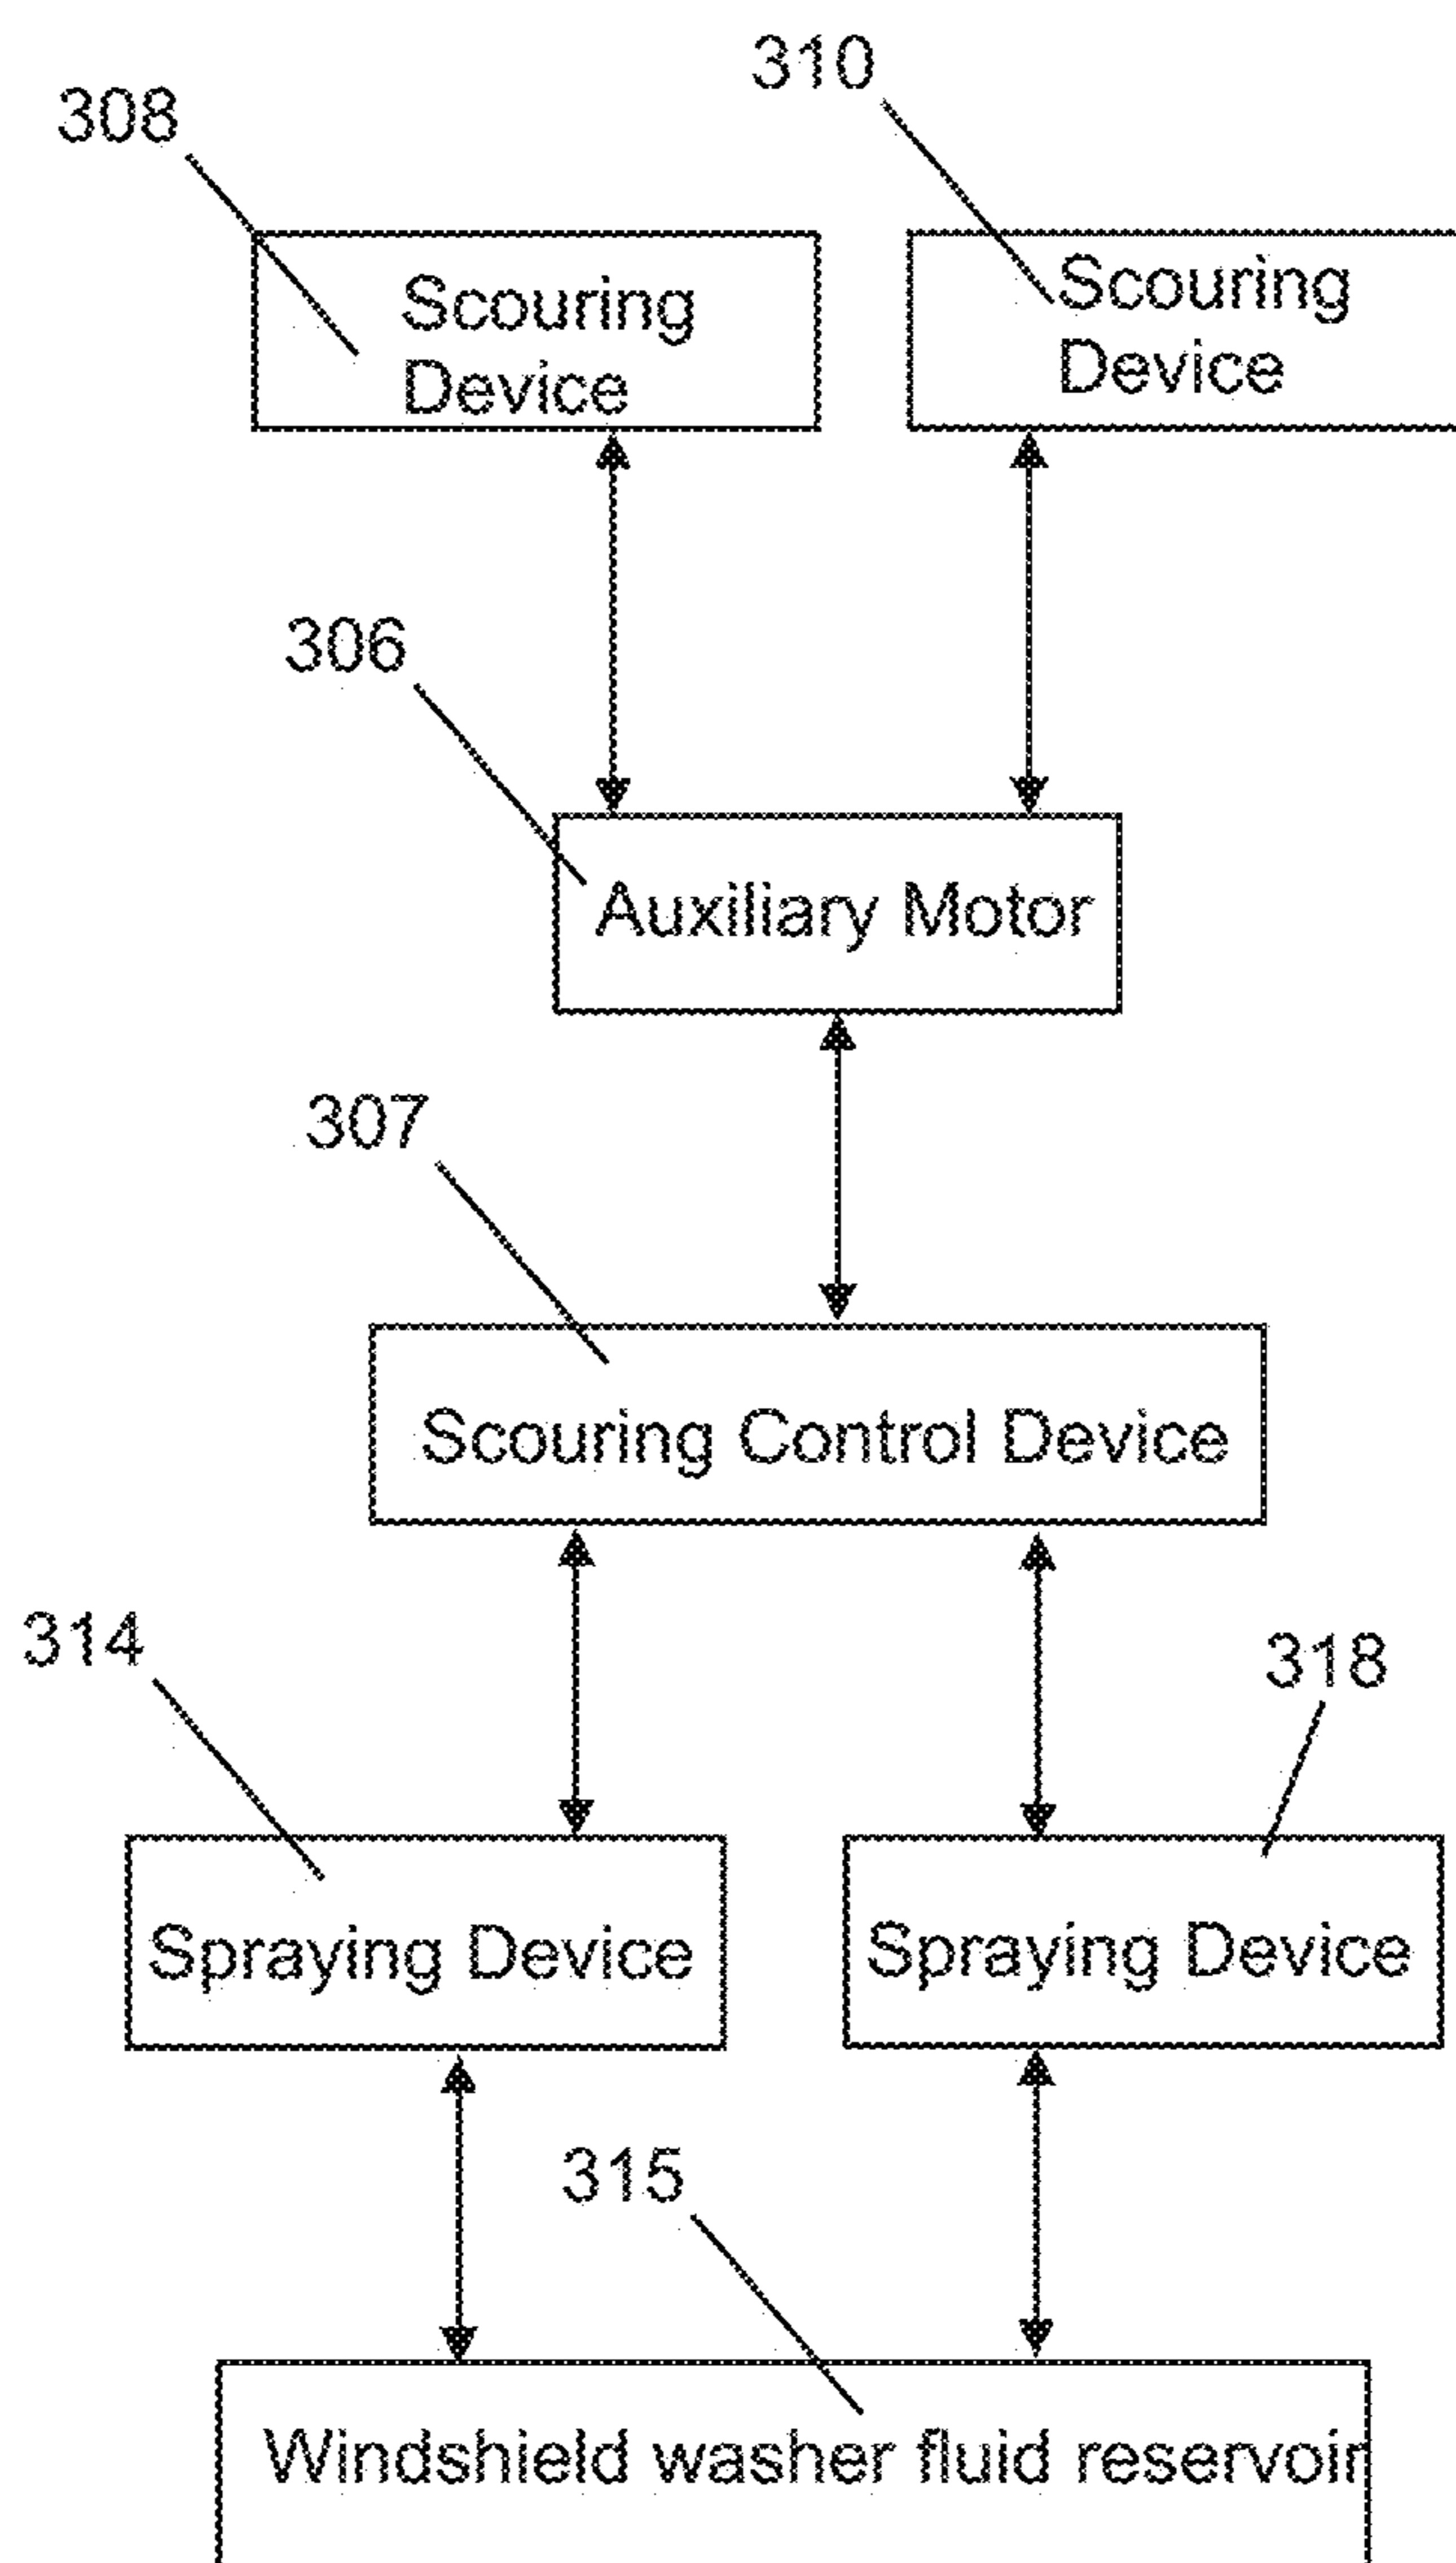 310
308
Scouring
Device
Scouring
Device
306
Auxiliary Motor
307
Scouring Control Device
314
318
Spraying Device
Spraying Device
315
Windshield washer fluid reservoir